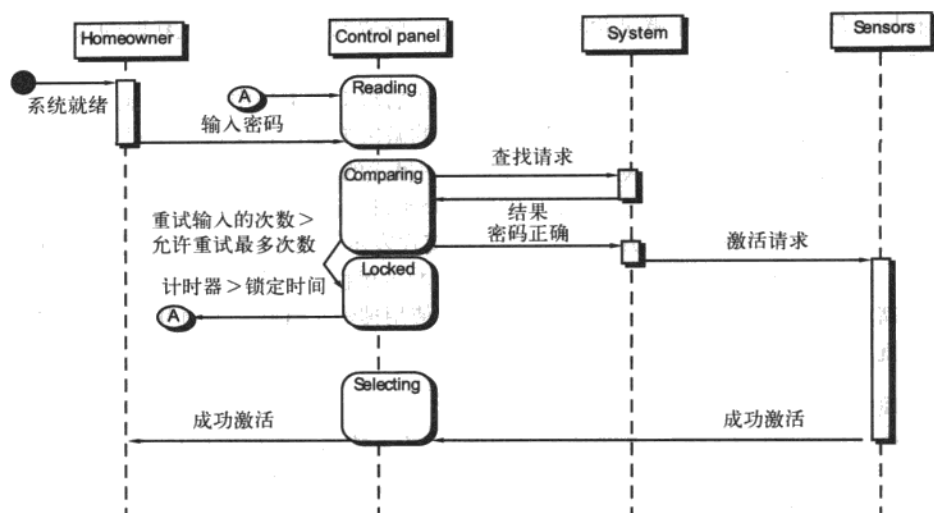 Homeowner
Control panel
System
Sensors
系统就绪
A
Reading
输入密码
Comparing
查找请求
结果
密码正确
重试输入的次数>
允许重试最多次数
激活请求
Locked
计时器>锁定时间
A
Selecting
成功激活
成功激活